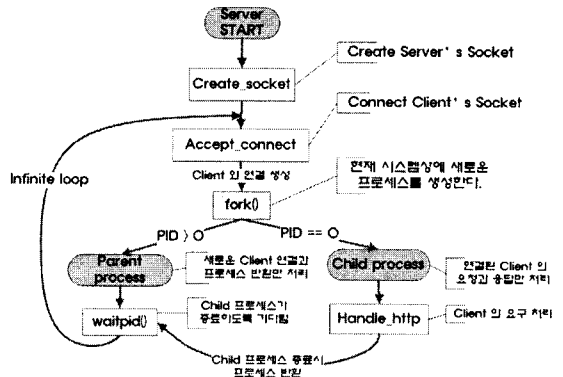 Server
START
Create Server's Socket
Create_socket
Connect Client's Socket
Accept_connect
Infinite loop
Client 의 연결 생성
현재 시스템상에 새로운
프로세스를 생성한다.
fork()
PID > O
PID == O
Parent
process
새로운 Client 연결과
프로세스 반환만 처리
Child process
연결된 Client 의
요청과 응답만 처리
waitpid()
Child 프로세스가
종료하도록 기다림
Handle_http
Client 의 요구 처리
Child 프로세스 종료시
프로세스 반환